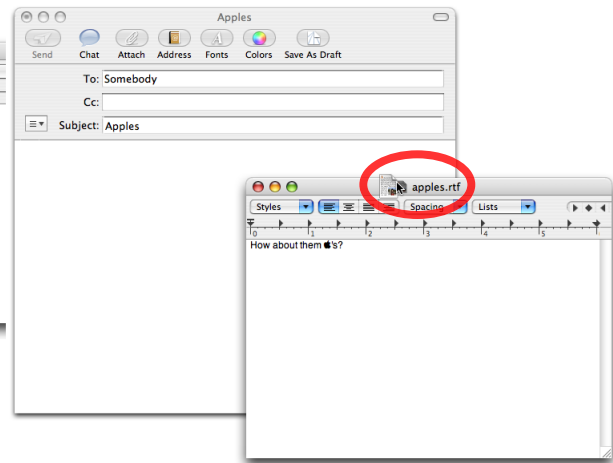 Apples
Send Chat Attach Address Fonts Colors Save As Draft
To: Somebody
Cc:
Subject: Apples
apples.rtf
Styles Spacing Lists
0 1 2 3 4 5
How about them 's?